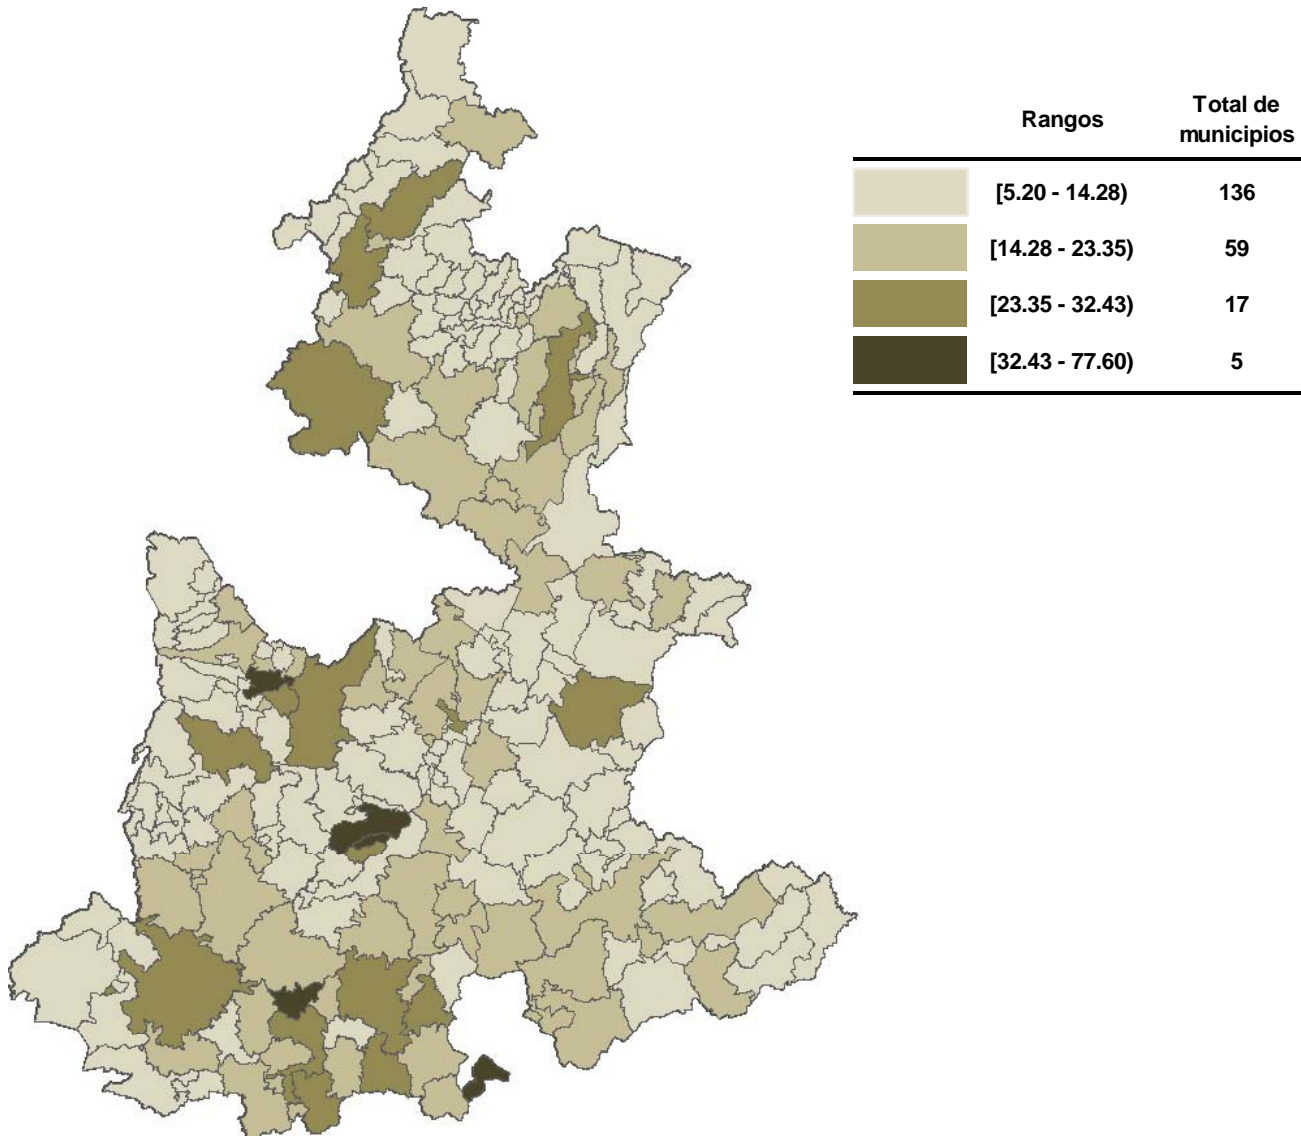 Rangos Total de municipios
[5.20 - 14.28) 136
[14.28 - 23.35) 59
[23.35 - 32.43) 17
[32.43 - 77.60) 5